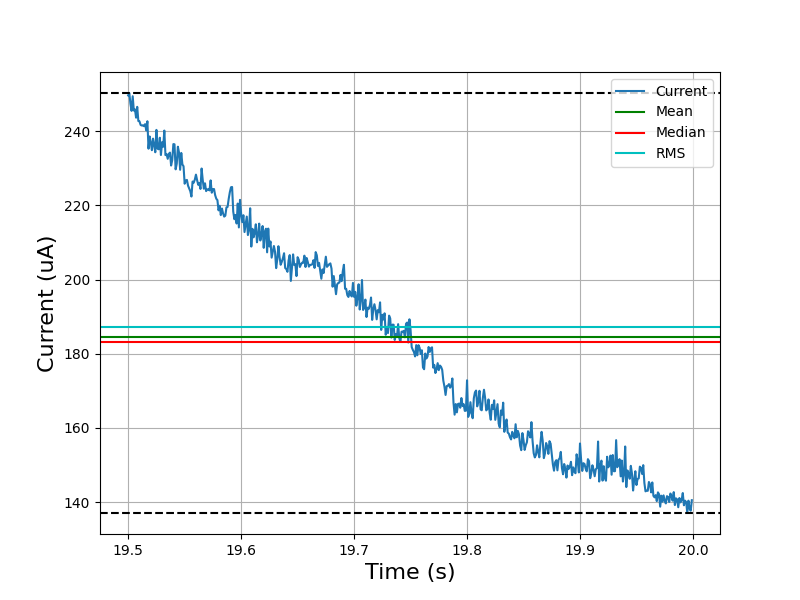 Current
Mean
Median
RMS
240
220
200
180
160
140
Current (uA)
19.5 19.6 19.7 19.8 19.9 20.0
Time (s)